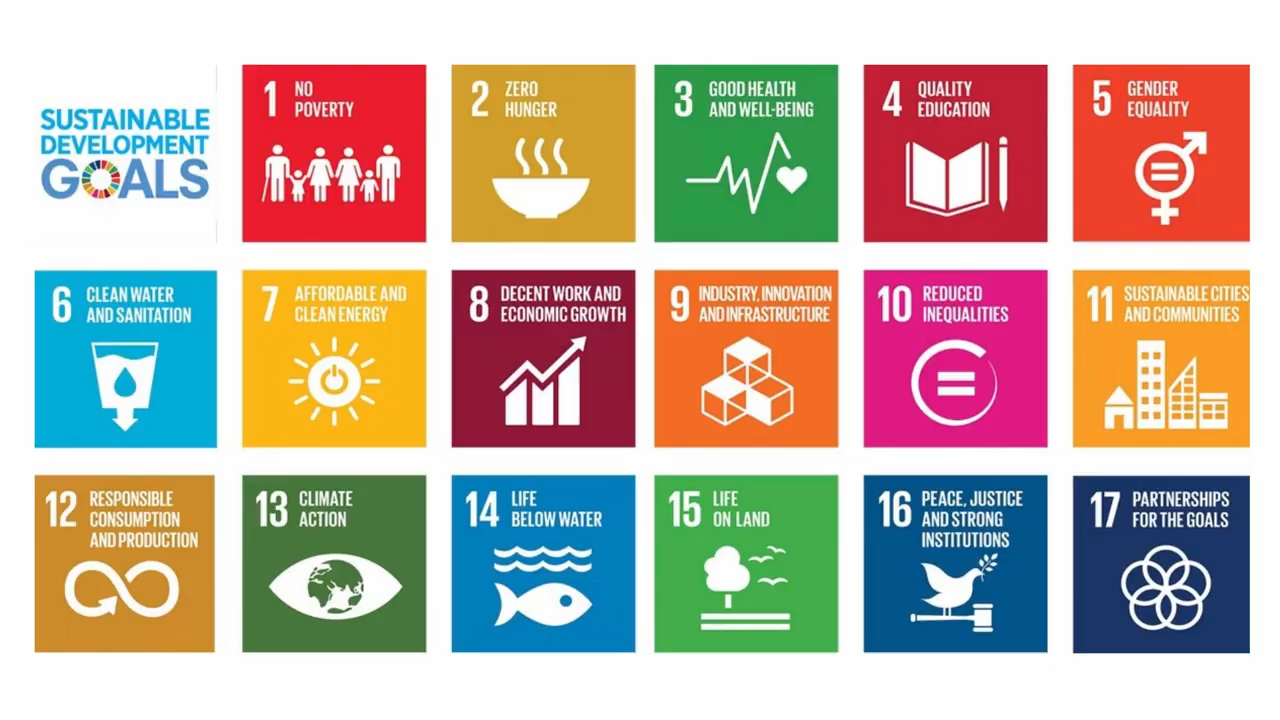 SUSTAINABLE
DEVELOPMENT
GOALS
1 NO
POVERTY
2 ZERO
HUNGER
3 GOOD HEALTH
AND WELL-BEING
4 QUALITY
EDUCATION
5 GENDER
EQUALITY
6 CLEAN WATER
AND SANITATION
7 AFFORDABLE AND
CLEAN ENERGY
8 DECENT WORK AND
ECONOMIC GROWTH
9 INDUSTRY, INNOVATION
AND INFRASTRUCTURE
10 REDUCED
INEQUALITIES
11 SUSTAINABLE CITIES
AND COMMUNITIES
12 RESPONSIBLE
CONSUMPTION
AND PRODUCTION
13 CLIMATE
ACTION
14 LIFE
BELOW WATER
15 LIFE
ON LAND
16 PEACE, JUSTICE
AND STRONG
INSTITUTIONS
17 PARTNERSHIPS
FOR THE GOALS